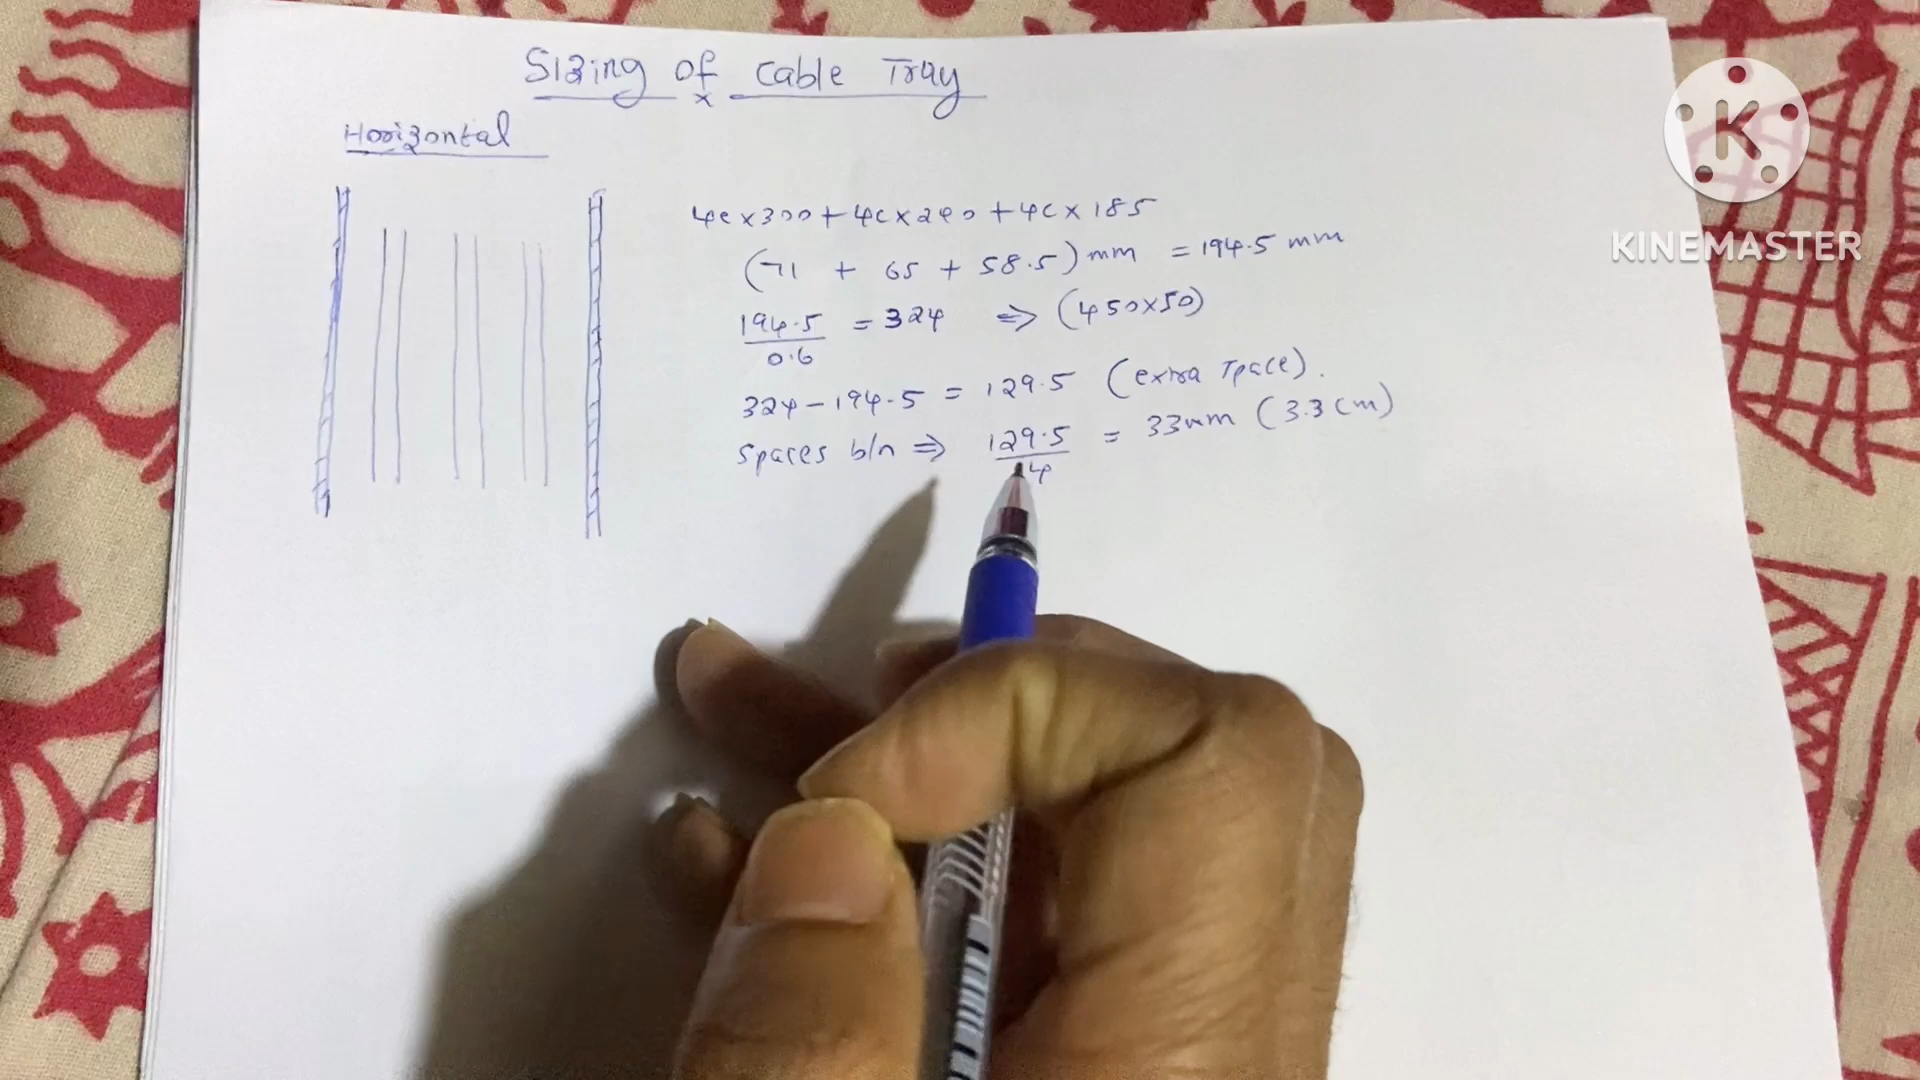 Sizing of Cable Tray
x
Horizontal
4c x 300 + 4c x 240 + 4c x 185
(71 + 65 + 58.5) mm = 194.5 mm
194.5 / 0.6 = 324 ⇒ (450x50)
324 - 194.5 = 129.5 (extra space).
Spaces b/n ⇒ 129.5 / 4 = 33mm (3.3cm)
K
KINEMASTER